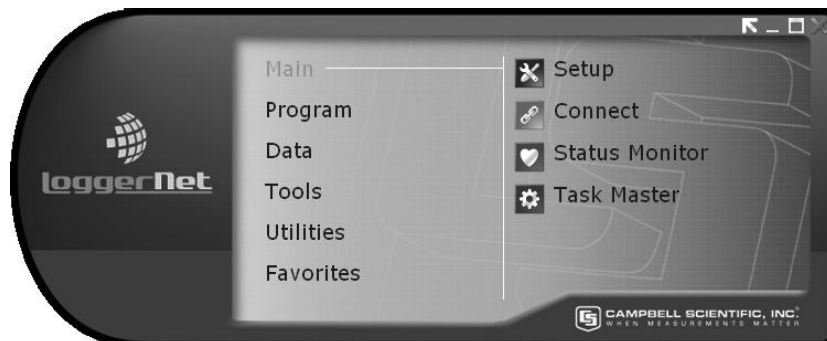 Main
Program
Data
Tools
Utilities
Favorites
Setup
Connect
Status Monitor
Task Master
LoggerNet
CAMPBELL SCIENTIFIC, INC.
WHEN MEASUREMENTS MATTER